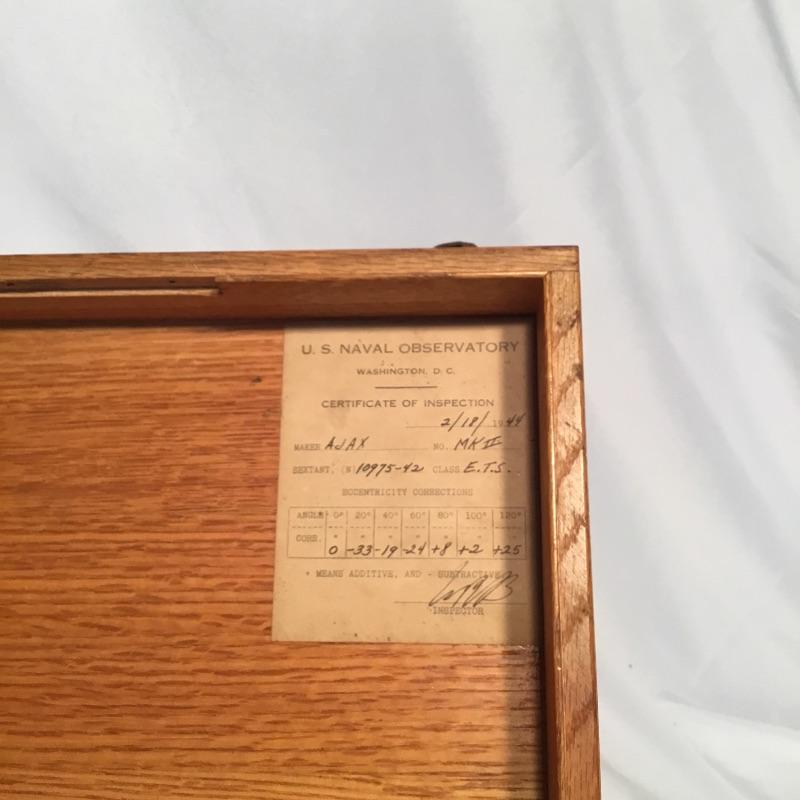 U. S. NAVAL OBSERVATORY
WASHINGTON, D. C.
CERTIFICATE OF INSPECTION
2/18/1944
MAKER AJAX NO. MK II
SEXTANT, (N) 10975-42 CLASS E.T.S.
ECCENTRICITY CORRECTIONS
ANGLE 0° 20° 40° 60° 80° 100° 120°
CORR. " " " " " " "
0 -33 -19 -24 +8 +2 +25
+ MEANS ADDITIVE, AND - SUBTRACTIVE
INSPECTOR